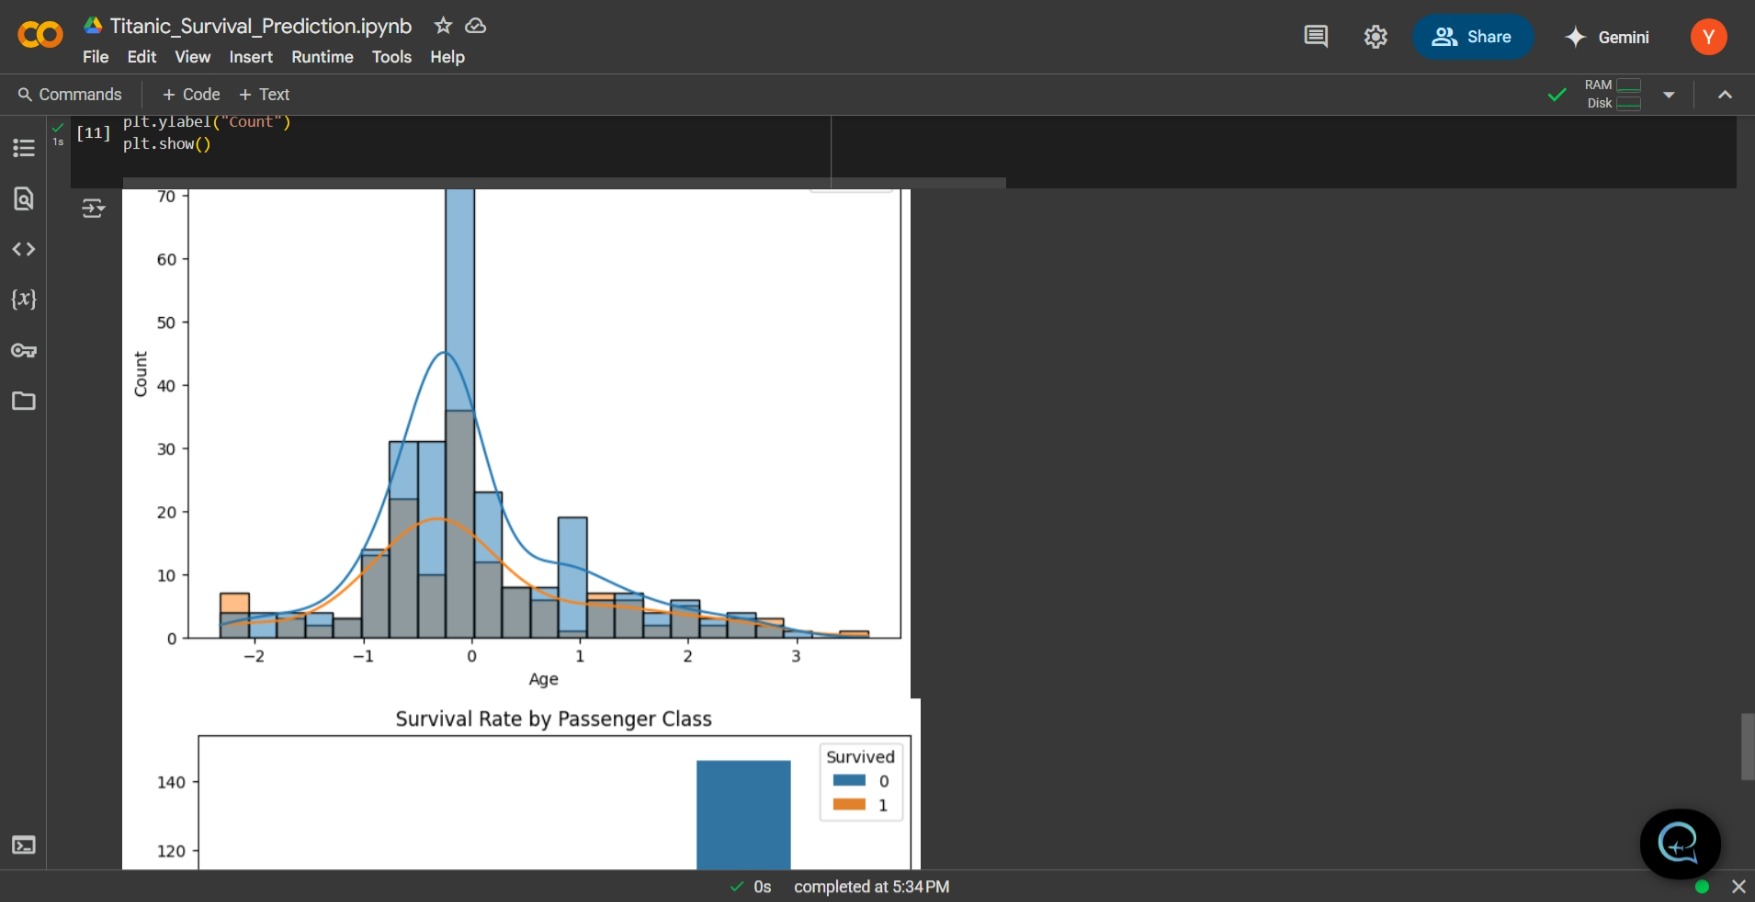 Titanic_Survival_Prediction.ipynb
File Edit View Insert Runtime Tools Help
Share
Gemini
Y
Commands
+ Code + Text
RAM
Disk
1s
[11]
plt.ylabel("Count")
plt.show()
70
60
50
40
30
20
10
0
Count
−2 −1 0 1 2 3
Age
Survival Rate by Passenger Class
Survived
0
1
140
120
0s completed at 5:34 PM